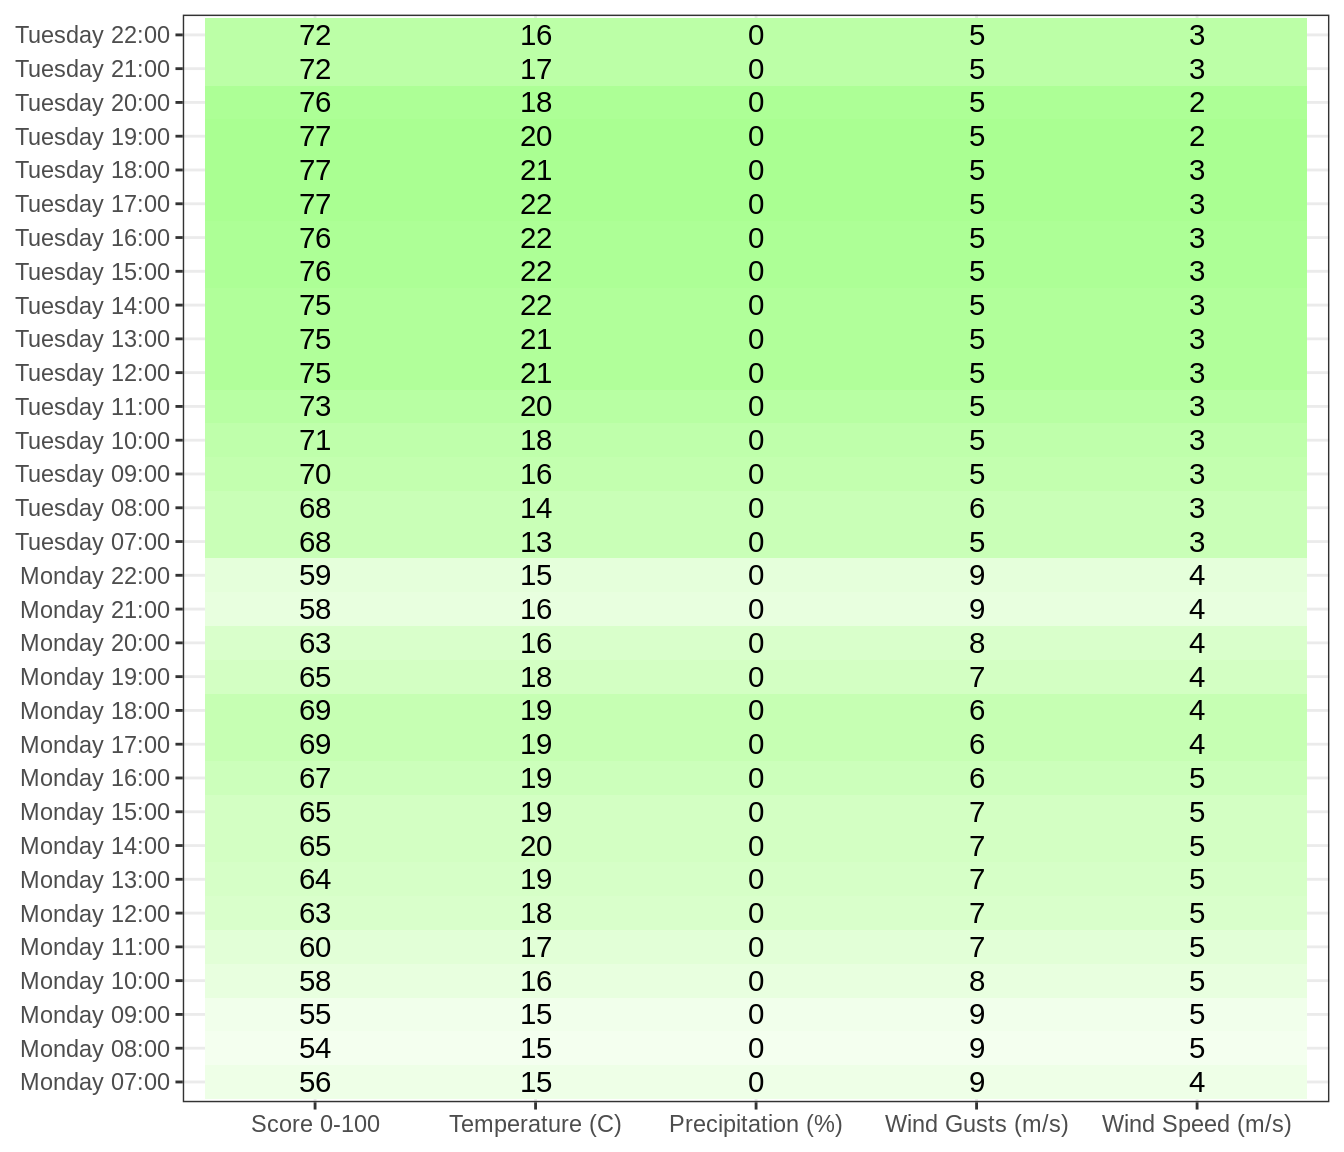 Tuesday 22:00 72 16 0 5 3
Tuesday 21:00 72 17 0 5 3
Tuesday 20:00 76 18 0 5 2
Tuesday 19:00 77 20 0 5 2
Tuesday 18:00 77 21 0 5 3
Tuesday 17:00 77 22 0 5 3
Tuesday 16:00 76 22 0 5 3
Tuesday 15:00 76 22 0 5 3
Tuesday 14:00 75 22 0 5 3
Tuesday 13:00 75 21 0 5 3
Tuesday 12:00 75 21 0 5 3
Tuesday 11:00 73 20 0 5 3
Tuesday 10:00 71 18 0 5 3
Tuesday 09:00 70 16 0 5 3
Tuesday 08:00 68 14 0 6 3
Tuesday 07:00 68 13 0 5 3
Monday 22:00 59 15 0 9 4
Monday 21:00 58 16 0 9 4
Monday 20:00 63 16 0 8 4
Monday 19:00 65 18 0 7 4
Monday 18:00 69 19 0 6 4
Monday 17:00 69 19 0 6 4
Monday 16:00 67 19 0 6 5
Monday 15:00 65 19 0 7 5
Monday 14:00 65 20 0 7 5
Monday 13:00 64 19 0 7 5
Monday 12:00 63 18 0 7 5
Monday 11:00 60 17 0 7 5
Monday 10:00 58 16 0 8 5
Monday 09:00 55 15 0 9 5
Monday 08:00 54 15 0 9 5
Monday 07:00 56 15 0 9 4
Score 0-100 Temperature (C) Precipitation (%) Wind Gusts (m/s) Wind Speed (m/s)